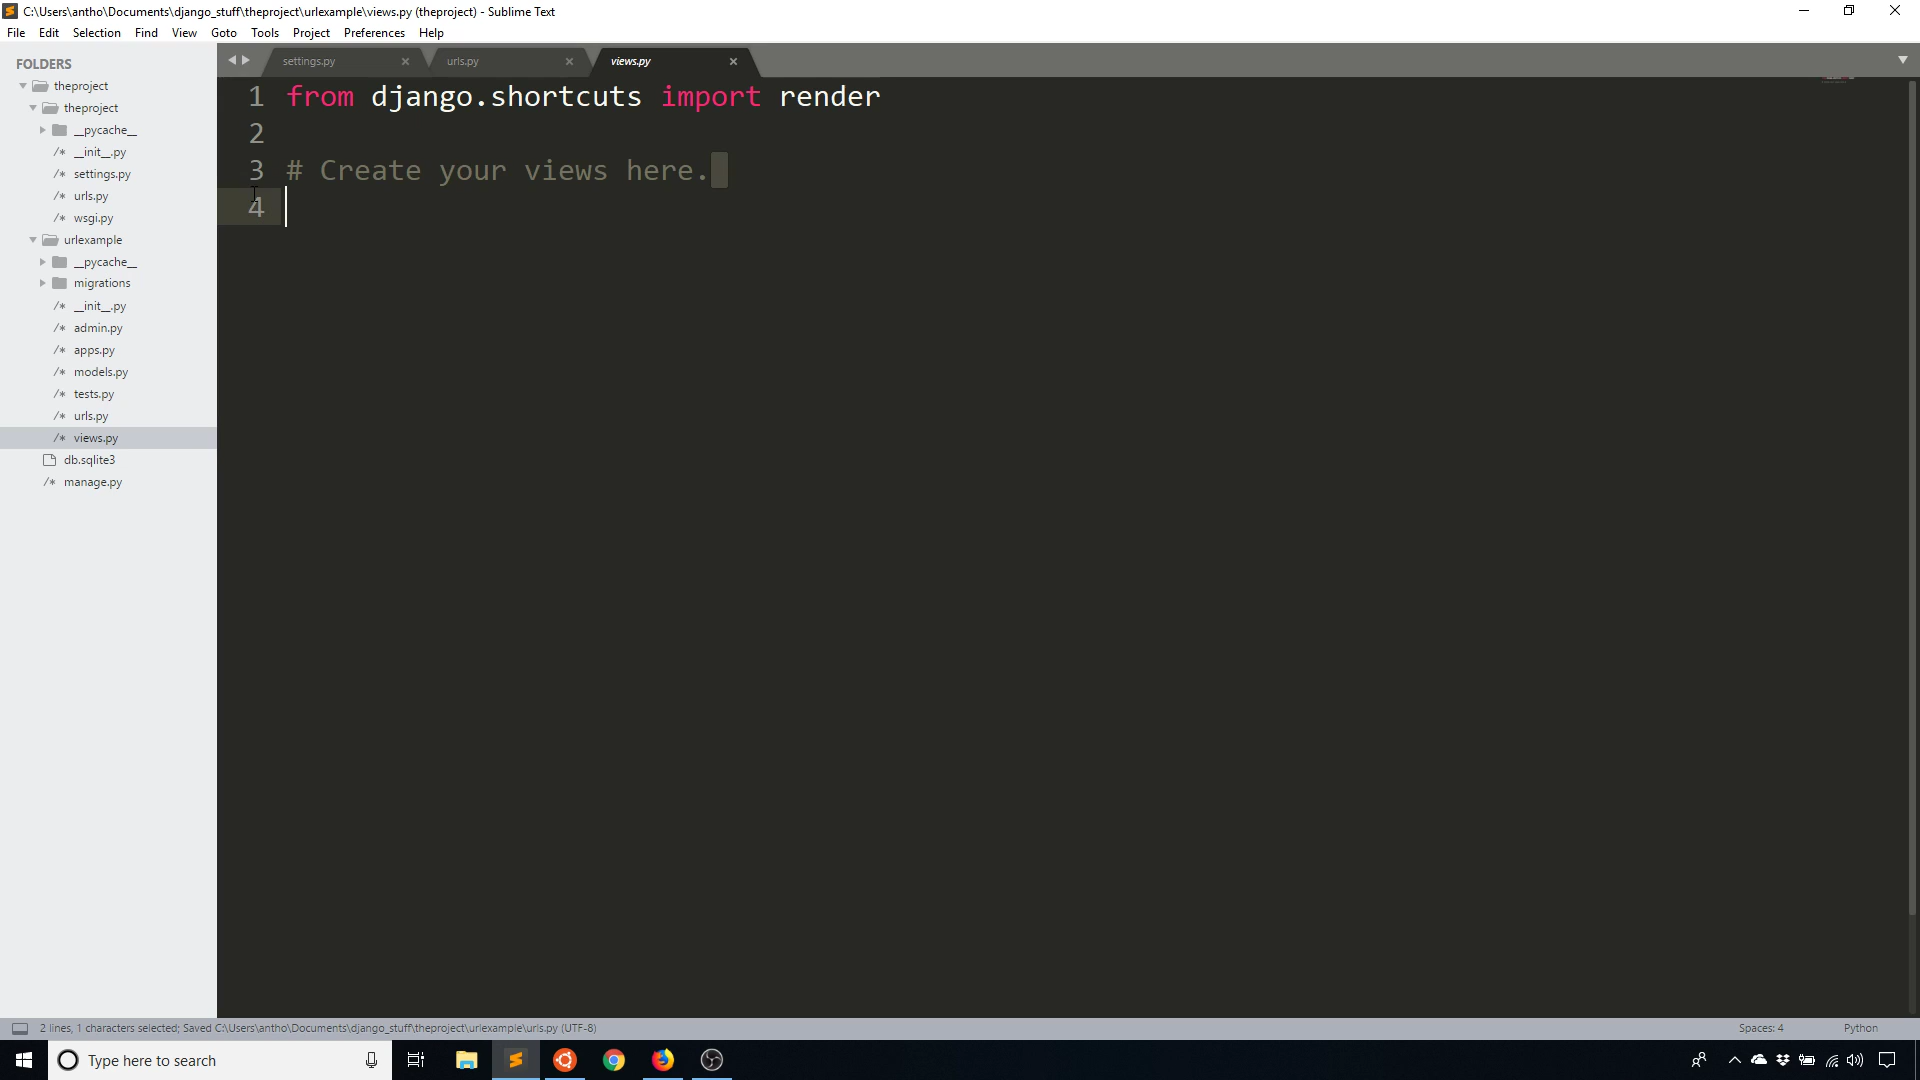 C:\Users\antho\Documents\django_stuff\theproject\urlexample\views.py (theproject) - Sublime Text
File Edit Selection Find View Goto Tools Project Preferences Help
FOLDERS
theproject
theproject
__pycache__
/* __init__.py
/* settings.py
/* urls.py
/* wsgi.py
urlexample
__pycache__
migrations
/* __init__.py
/* admin.py
/* apps.py
/* models.py
/* tests.py
/* urls.py
/* views.py
db.sqlite3
/* manage.py
settings.py urls.py views.py
1 from django.shortcuts import render
2
3 # Create your views here.
4
2 lines, 1 characters selected; Saved C:\Users\antho\Documents\django_stuff\theproject\urlexample\urls.py (UTF-8) Spaces: 4 Python
Type here to search